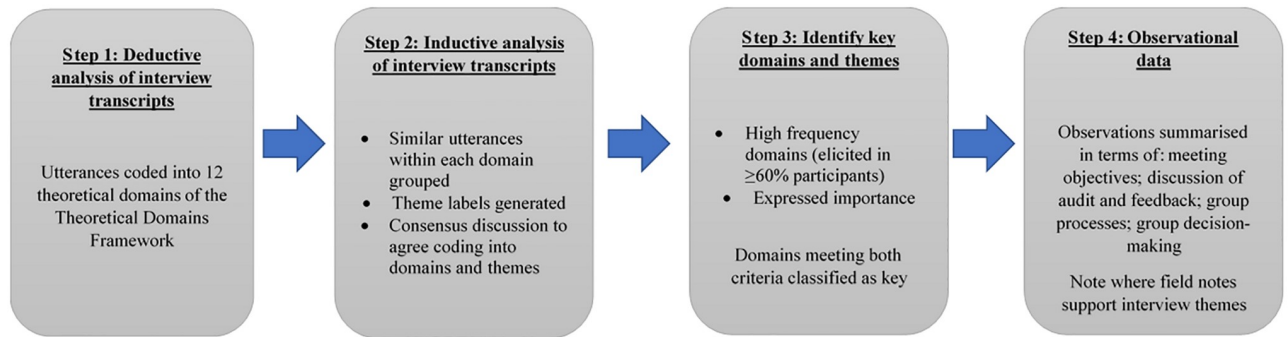 Step 1: Deductive
analysis of interview
transcripts
Utterances coded into 12
theoretical domains of the
Theoretical Domains
Framework
Step 2: Inductive analysis
of interview transcripts
• Similar utterances
within each domain
grouped
• Theme labels generated
• Consensus discussion to
agree coding into
domains and themes
Step 3: Identify key
domains and themes
• High frequency
domains (elicited in
≥60% participants)
• Expressed importance
Domains meeting both
criteria classified as key
Step 4: Observational
data
Observations summarised
in terms of: meeting
objectives; discussion of
audit and feedback; group
processes; group decision-
making
Note where field notes
support interview themes